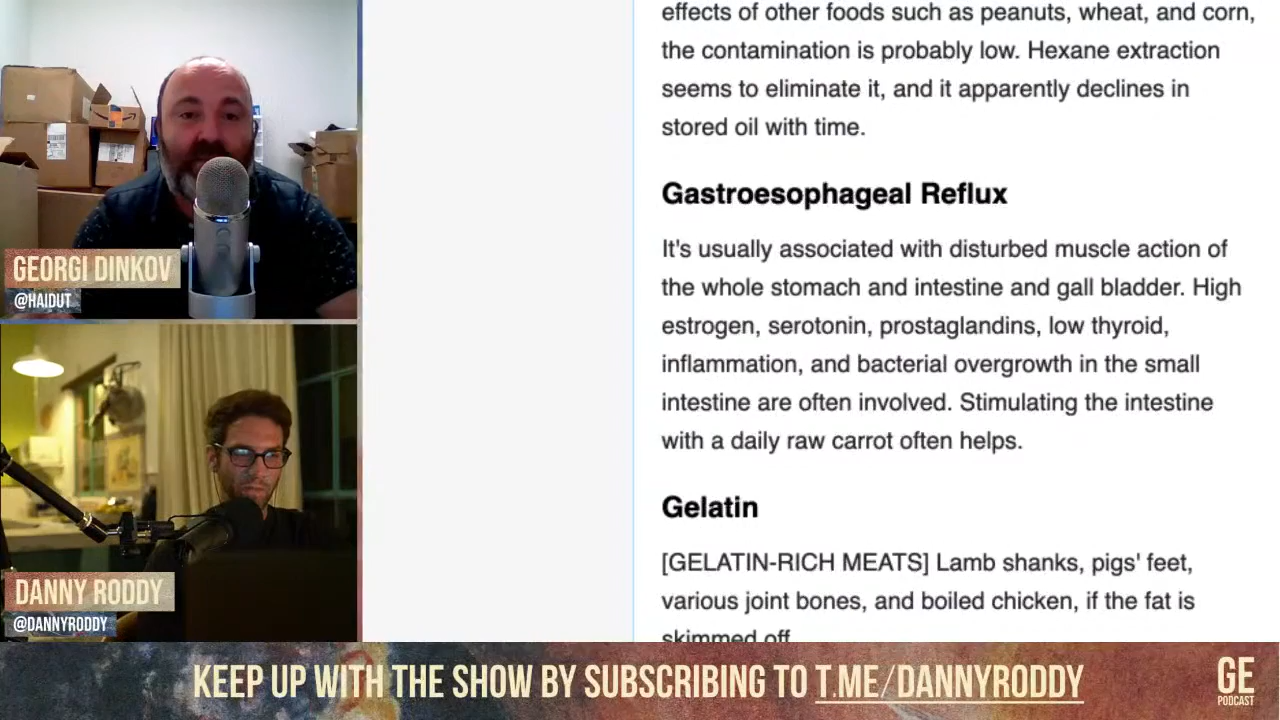 effects of other foods such as peanuts, wheat, and corn,
the contamination is probably low. Hexane extraction
seems to eliminate it, and it apparently declines in
stored oil with time.
Gastroesophageal Reflux
It's usually associated with disturbed muscle action of
the whole stomach and intestine and gall bladder. High
estrogen, serotonin, prostaglandins, low thyroid,
inflammation, and bacterial overgrowth in the small
intestine are often involved. Stimulating the intestine
with a daily raw carrot often helps.
Gelatin
[GELATIN-RICH MEATS] Lamb shanks, pigs' feet,
various joint bones, and boiled chicken, if the fat is
skimmed off
GEORGI DINKOV
@HAIDUT
DANNY RODDY
@DANNYRODDY
KEEP UP WITH THE SHOW BY SUBSCRIBING TO T.ME/DANNYRODDY
GE
PODCAST